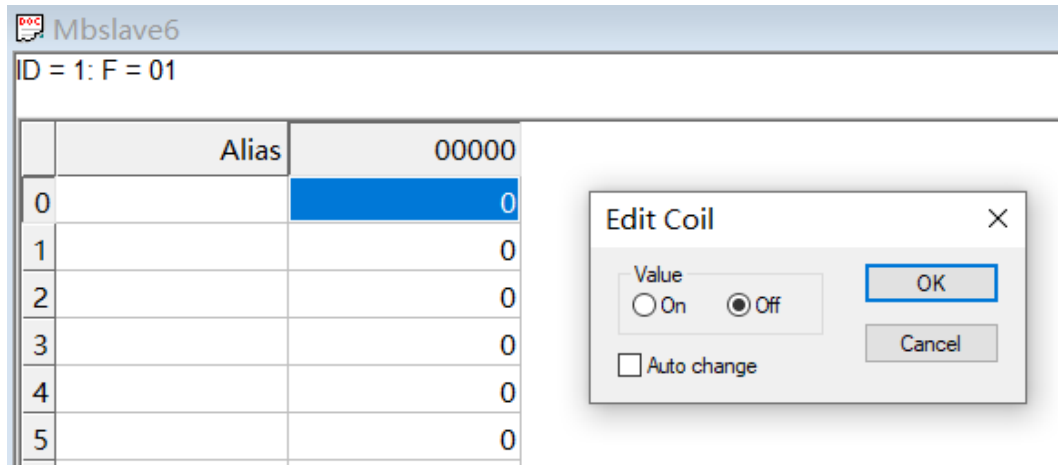 DOC
Mbslave6
ID = 1: F = 01
Alias 00000
0 0
1 0
2 0
3 0
4 0
5 0
Edit Coil
Value
On Off
Auto change
OK
Cancel